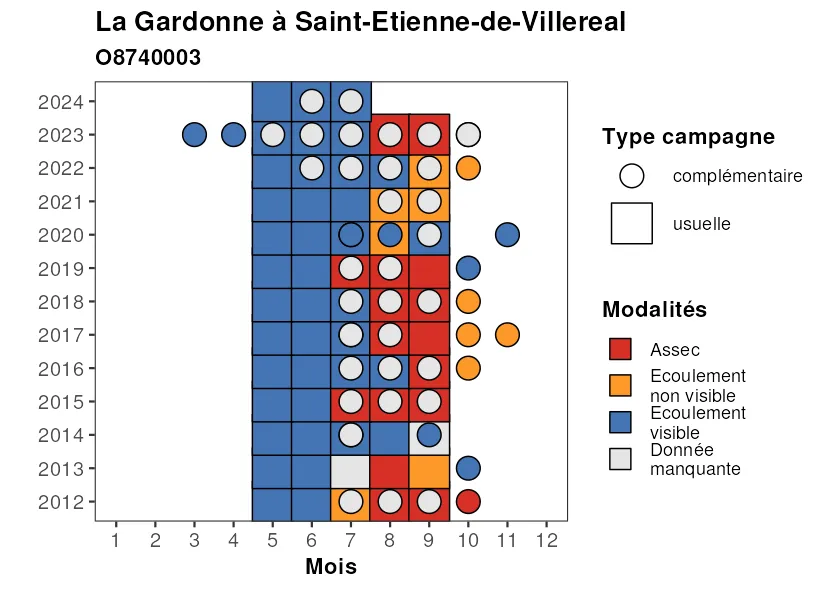 La Gardonne à Saint-Etienne-de-Villereal
O8740003
2024
2023
2022
2021
2020
2019
2018
2017
2016
2015
2014
2013
2012
1 2 3 4 5 6 7 8 9 10 11 12
Mois
Type campagne
complémentaire
usuelle
Modalités
Assec
Ecoulement
non visible
Ecoulement
visible
Donnée
manquante